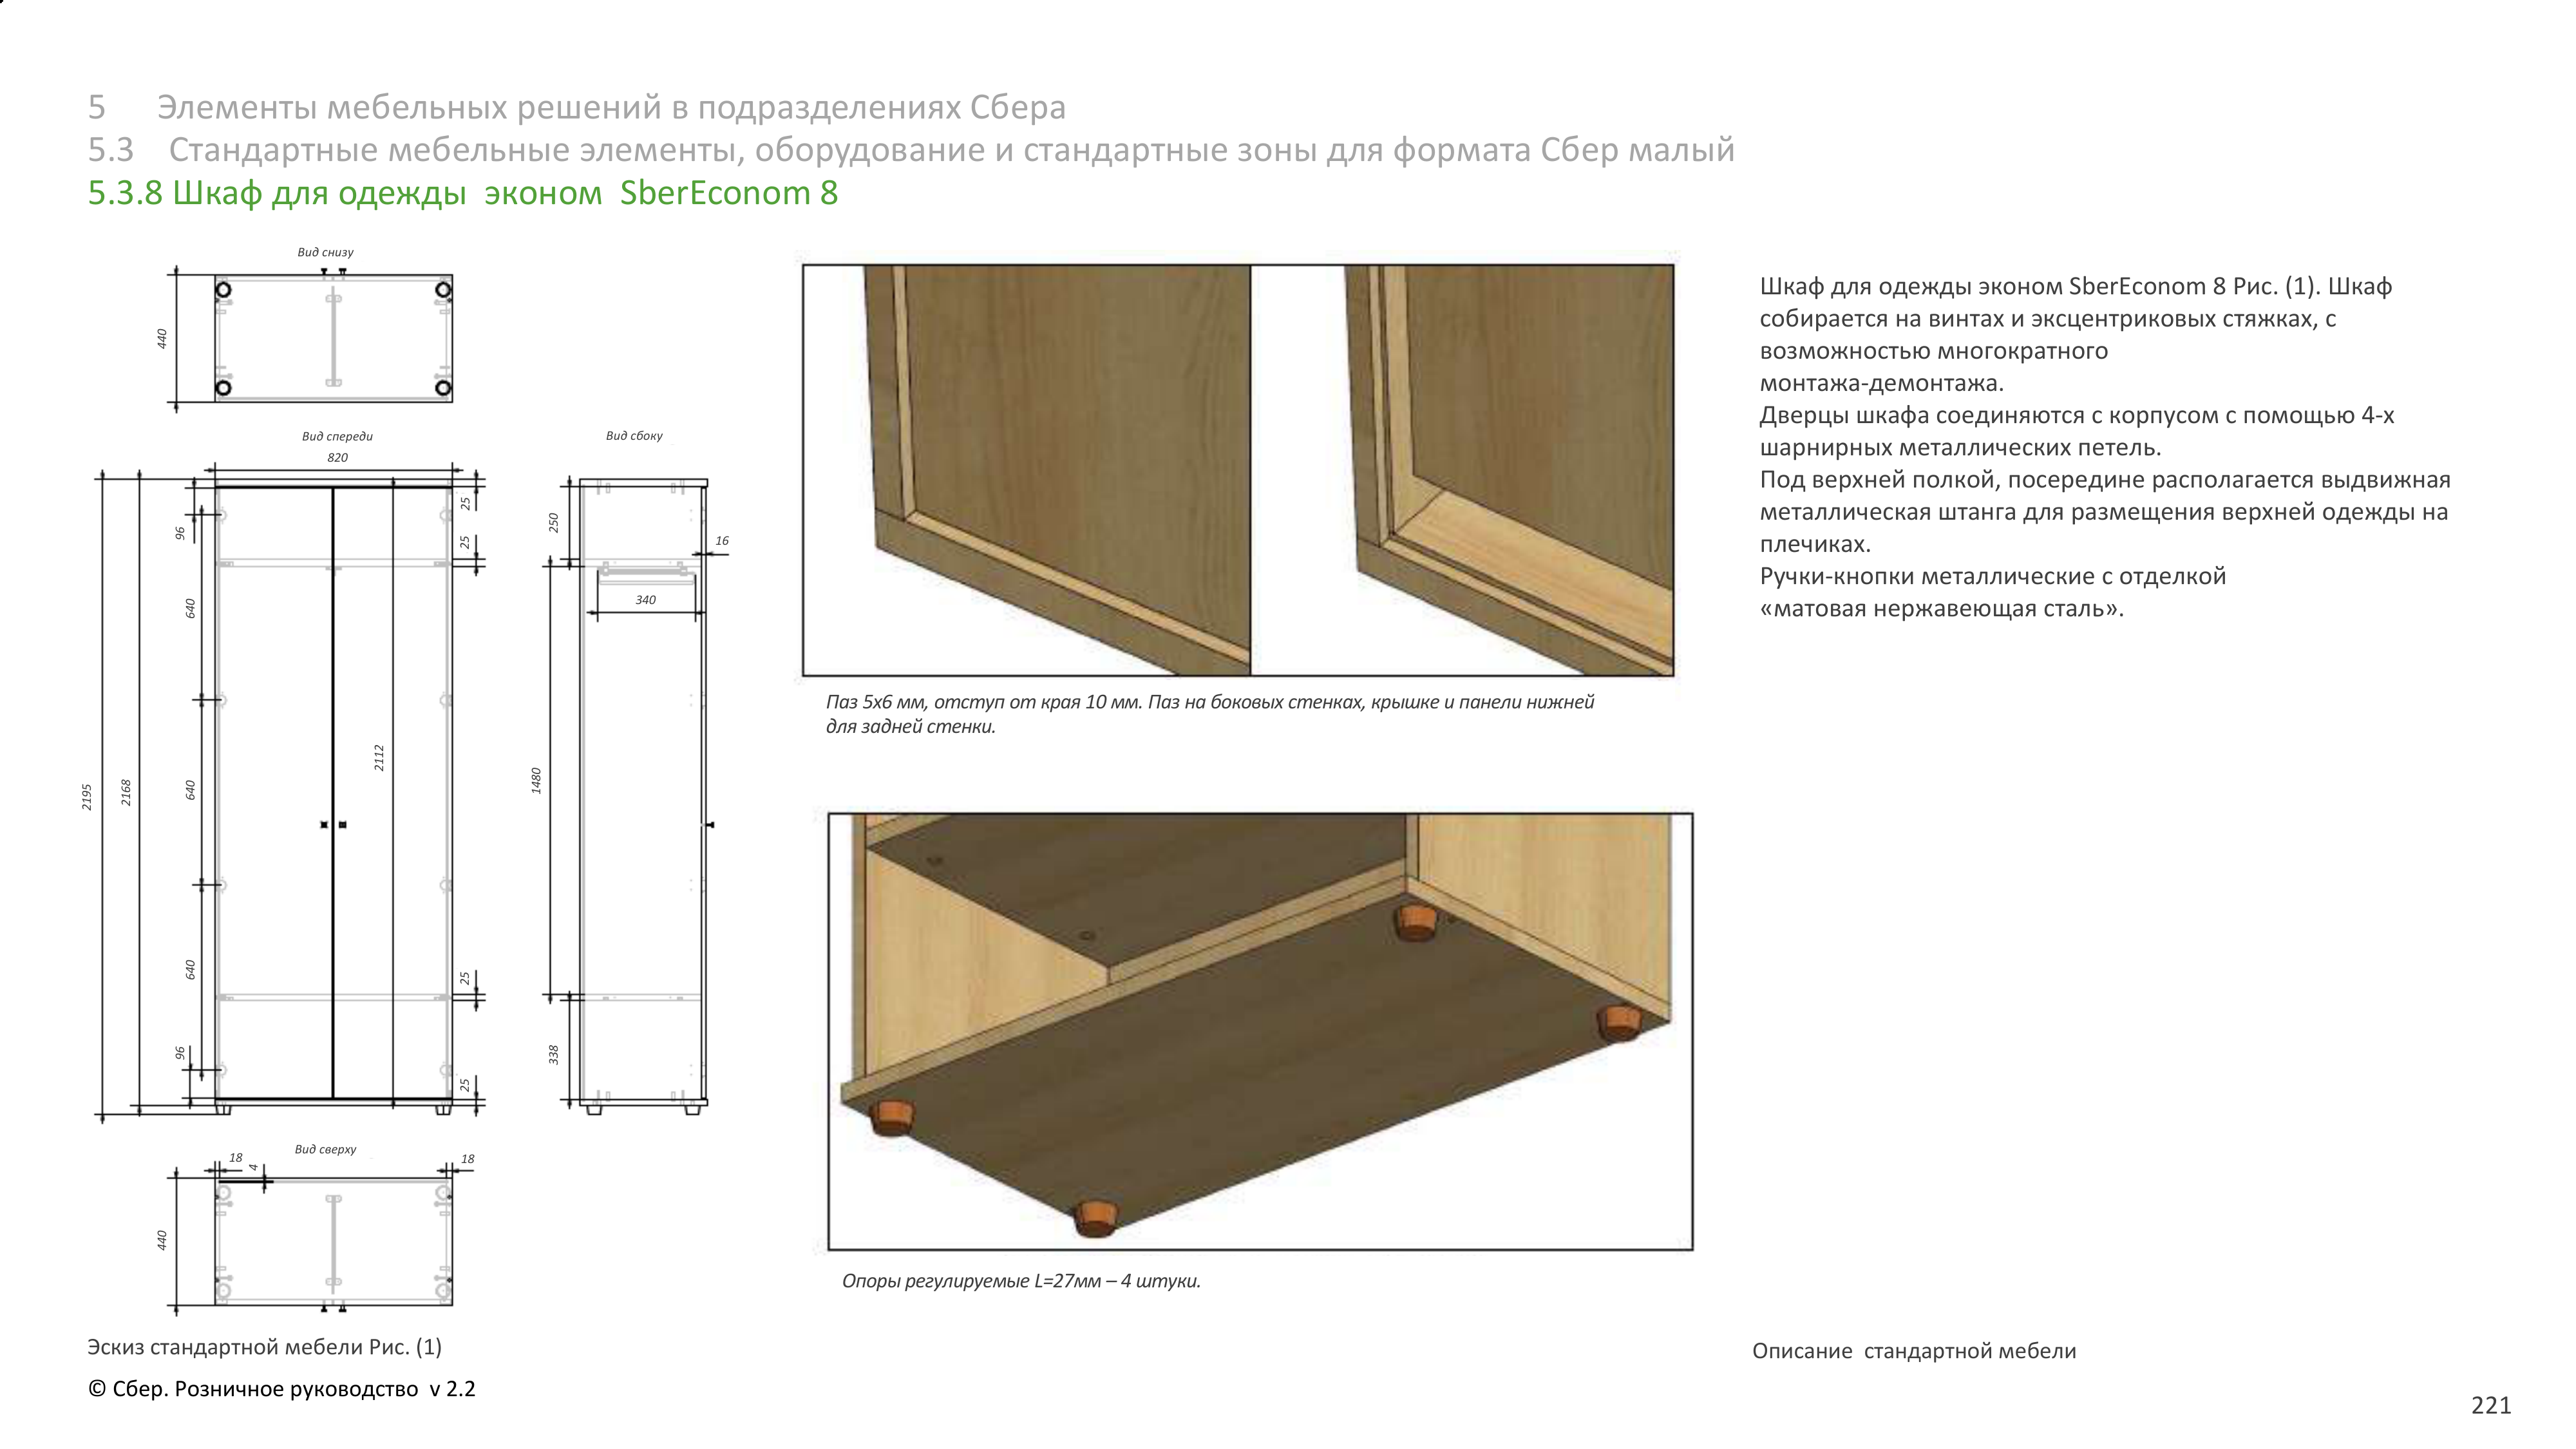 5 Элементы мебельных решений в подразделениях Сбера
5.3 Стандартные мебельные элементы, оборудование и стандартные зоны для формата Сбер малый
5.3.8 Шкаф для одежды эконом SberEconom 8
Вид снизу
440
Вид спереди
820
Вид сбоку
25
96
25
250
16
640
340
2112
1480
2195
2168
640
640
25
96
25
338
Вид сверху
18
4
18
440
Эскиз стандартной мебели Рис. (1)
Паз 5х6 мм, отступ от края 10 мм. Паз на боковых стенках, крышке и панели нижней
для задней стенки.
Опоры регулируемые L=27мм – 4 штуки.
Шкаф для одежды эконом SberEconom 8 Рис. (1). Шкаф
собирается на винтах и эксцентриковых стяжках, с
возможностью многократного
монтажа-демонтажа.
Дверцы шкафа соединяются с корпусом с помощью 4-х
шарнирных металлических петель.
Под верхней полкой, посередине располагается выдвижная
металлическая штанга для размещения верхней одежды на
плечиках.
Ручки-кнопки металлические с отделкой
«матовая нержавеющая сталь».
Описание стандартной мебели
© Сбер. Розничное руководство v 2.2
221